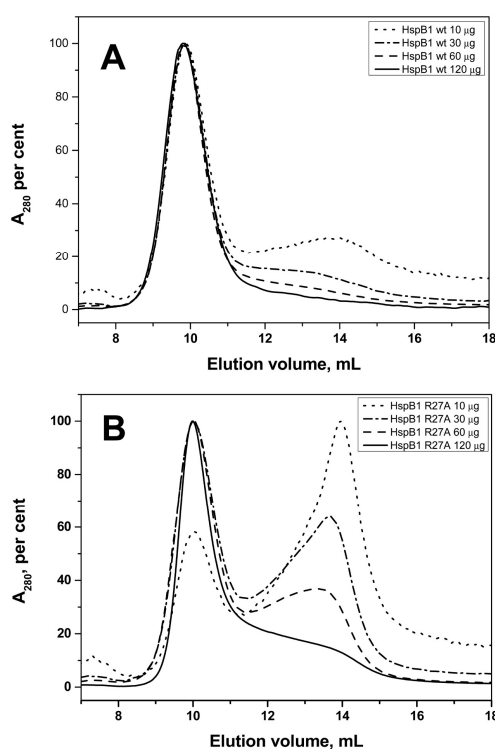 A
HspB1 wt 10 μg
HspB1 wt 30 μg
HspB1 wt 60 μg
HspB1 wt 120 μg
100
80
60
40
20
0
A280 per cent
8 10 12 14 16 18
Elution volume, mL
B
HspB1 R27A 10 μg
HspB1 R27A 30 μg
HspB1 R27A 60 μg
HspB1 R27A 120 μg
100
80
60
40
20
0
A280, per cent
8 10 12 14 16 18
Elution volume, mL